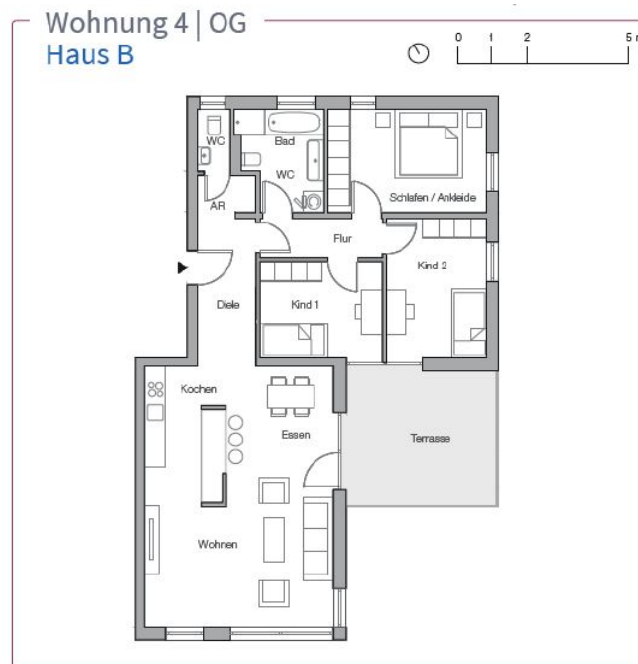 Wohnung 4 | OG
Haus B
0 1 2 5 m
WC
Bad
WC
AR
Schlafen / Ankleide
Flur
Kind 2
Diele
Kind 1
Kochen
Essen
Terrasse
Wohnen